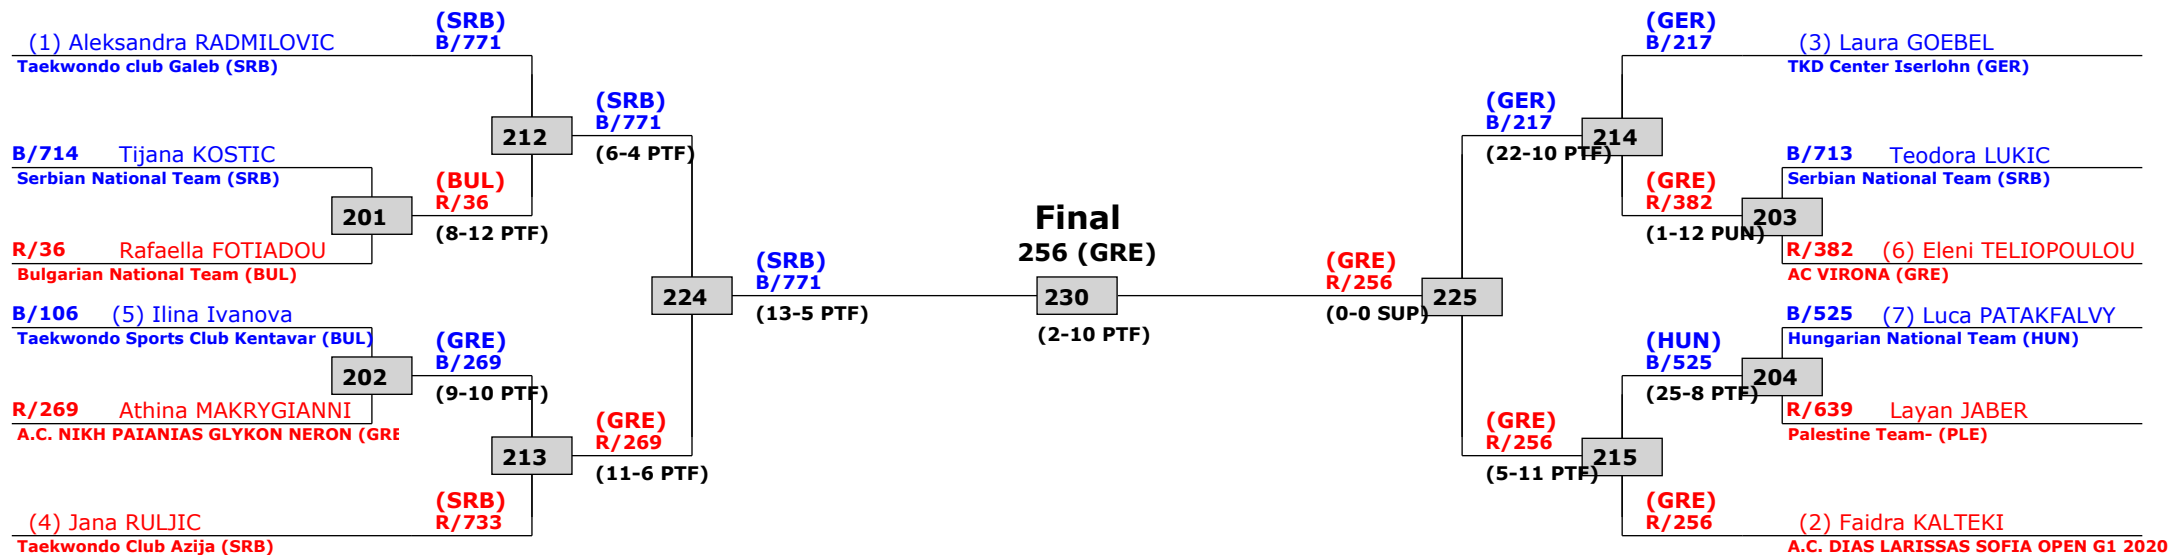 (SRB)
(1) Aleksandra RADMILOVIC B/771
Taekwondo club Galeb (SRB)
(SRB)
B/771
212
(6-4 PTF)
B/714 Tijana KOSTIC
Serbian National Team (SRB)
(BUL)
R/36
201
(8-12 PTF)
R/36 Rafaella FOTIADOU
Bulgarian National Team (BUL)
(SRB)
B/771
224
(13-5 PTF)
B/106 (5) Ilina Ivanova
Taekwondo Sports Club Kentavar (BUL)
(GRE)
B/269
202
(9-10 PTF)
R/269 Athina MAKRYGIANNI
A.C. NIKH PAIANIAS GLYKON NERON (GRE
(GRE)
R/269
213
(11-6 PTF)
(SRB)
(4) Jana RULJIC R/733
Taekwondo Club Azija (SRB)
Final
256 (GRE)
230
(2-10 PTF)
(GER)
B/217 (3) Laura GOEBEL
TKD Center Iserlohn (GER)
(GER)
B/217
214
(22-10 PTF)
B/713 Teodora LUKIC
Serbian National Team (SRB)
(GRE)
R/382
203
(1-12 PUN)
R/382 (6) Eleni TELIOPOULOU
AC VIRONA (GRE)
(GRE)
R/256
225
(0-0 SUP)
B/525 (7) Luca PATAKFALVY
Hungarian National Team (HUN)
(HUN)
B/525
204
(25-8 PTF)
R/639 Layan JABER
Palestine Team- (PLE)
(GRE)
R/256
215
(5-11 PTF)
(GRE)
R/256 (2) Faidra KALTEKI
A.C. DIAS LARISSAS SOFIA OPEN G1 2020